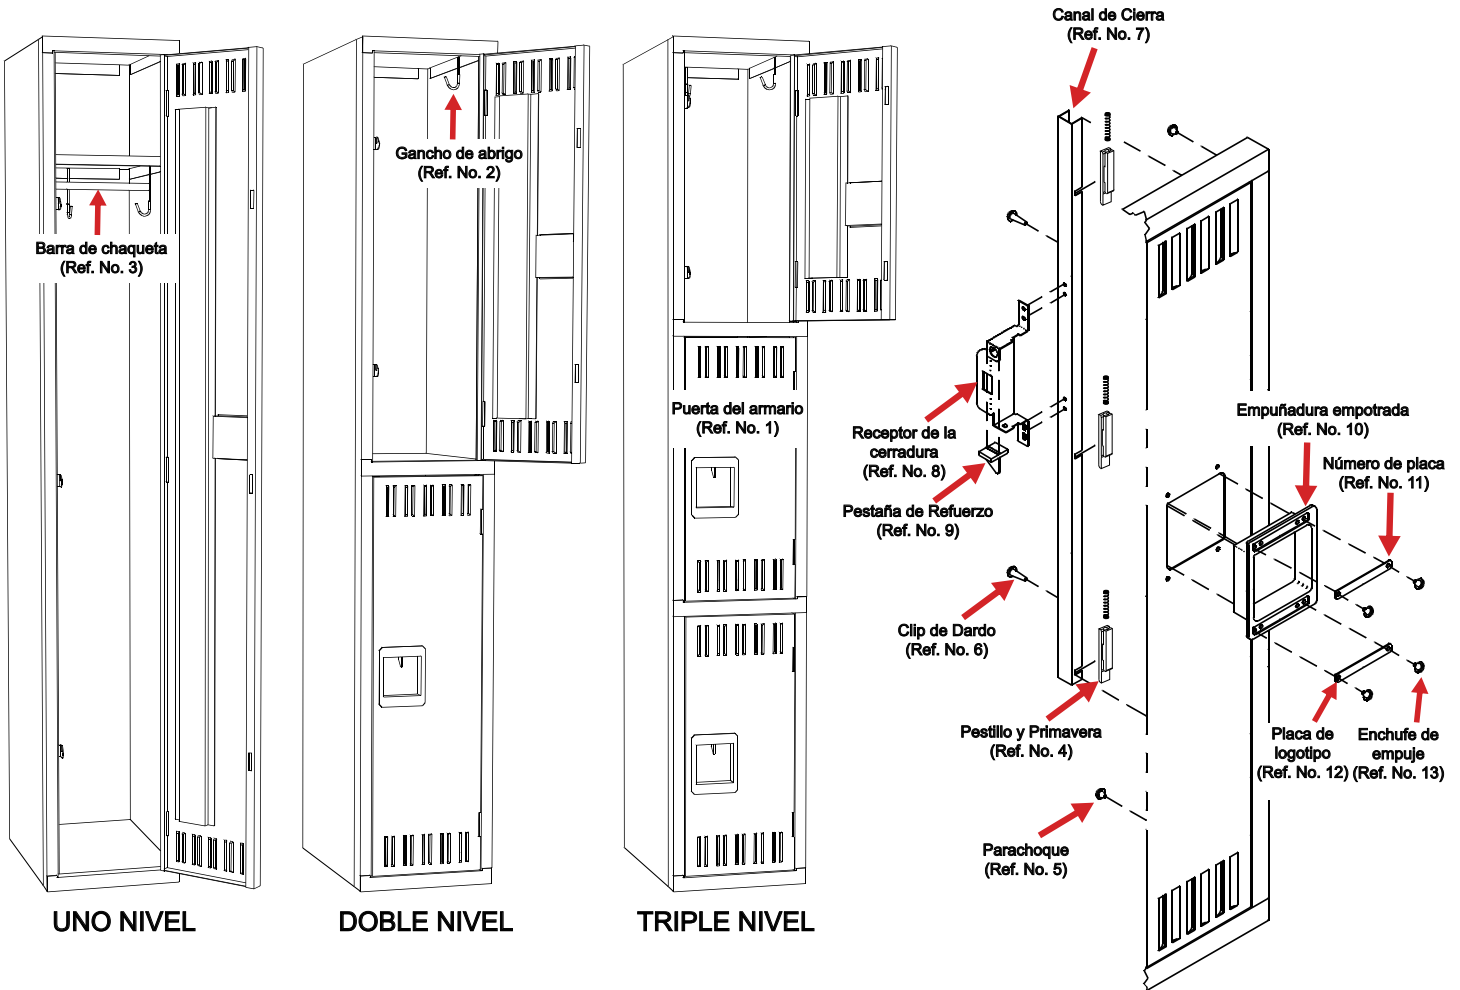 Canal de Cierra
(Ref. No. 7)
Gancho de abrigo
(Ref. No. 2)
Barra de chaqueta
(Ref. No. 3)
Puerta del armario
(Ref. No. 1)
Receptor de la
cerradura
(Ref. No. 8)
Empuñadura empotrada
(Ref. No. 10)
Número de placa
(Ref. No. 11)
Pestaña de Refuerzo
(Ref. No. 9)
Clip de Dardo
(Ref. No. 6)
Pestillo y Primavera
(Ref. No. 4)
Placa de
logotipo
(Ref. No. 12)
Enchufe de
empuje
(Ref. No. 13)
Parachoque
(Ref. No. 5)
UNO NIVEL
DOBLE NIVEL
TRIPLE NIVEL